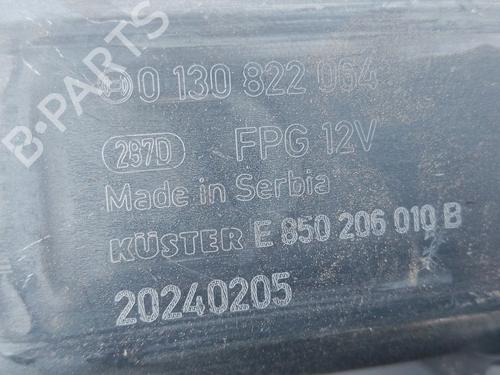 B-PARTS
0 130 822 064
287D FPG 12V
Made in Serbia
KÜSTER E 850 206 010 B
20240205